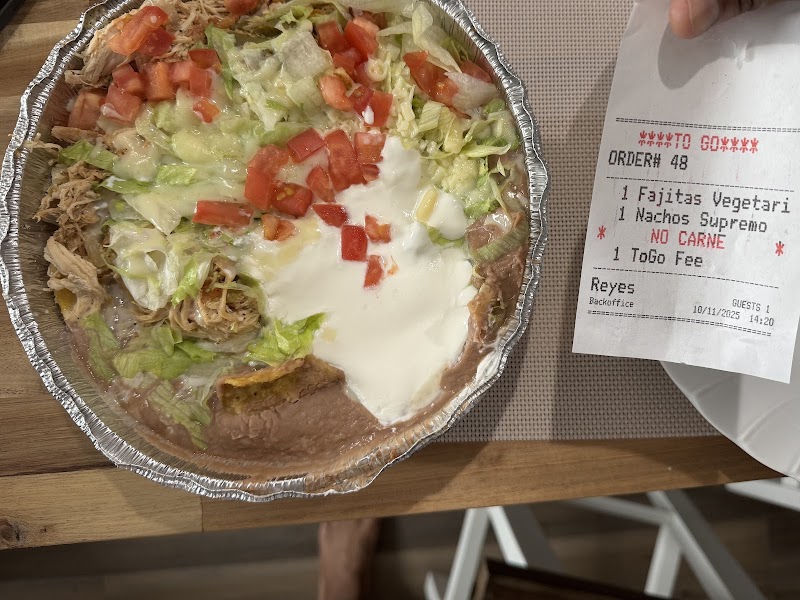 ****TO GO****
ORDER# 48
1 Fajitas Vegetari
1 Nachos Supremo
* NO CARNE *
1 ToGo Fee
Reyes
GUESTS 1
Backoffice
10/11/2025 14:20